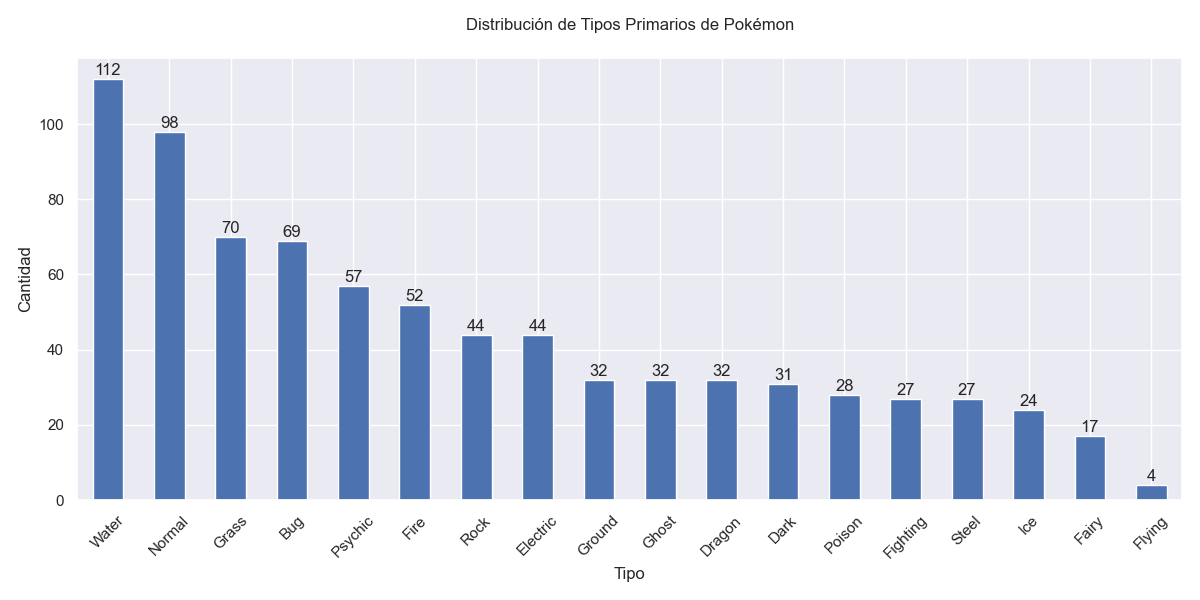 Distribución de Tipos Primarios de Pokémon
Cantidad
100
80
60
40
20
0
112
98
70
69
57
52
44
44
32
32
32
31
28
27
27
24
17
4
Water
Normal
Grass
Bug
Psychic
Fire
Rock
Electric
Ground
Ghost
Dragon
Dark
Poison
Fighting
Steel
Ice
Fairy
Flying
Tipo